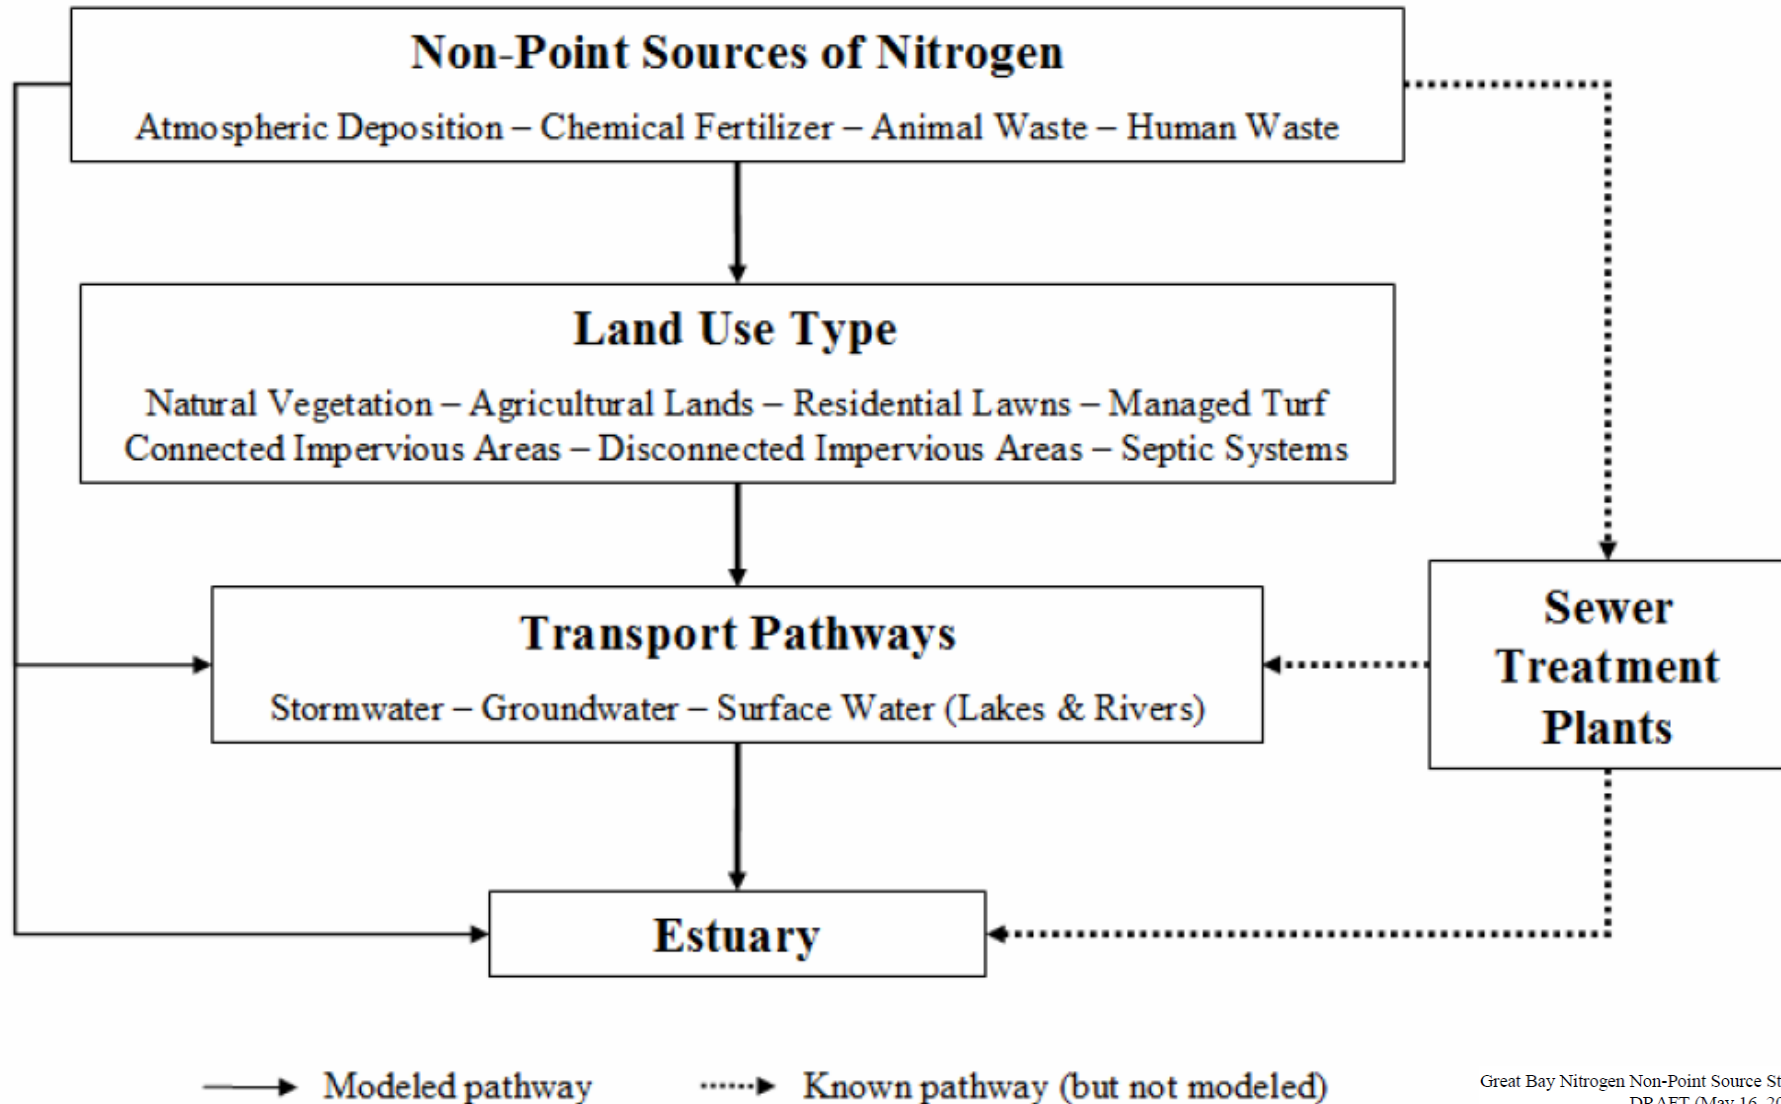 Non-Point Sources of Nitrogen
Atmospheric Deposition – Chemical Fertilizer – Animal Waste – Human Waste
Land Use Type
Natural Vegetation – Agricultural Lands – Residential Lawns – Managed Turf
Connected Impervious Areas – Disconnected Impervious Areas – Septic Systems
Transport Pathways
Stormwater – Groundwater – Surface Water (Lakes & Rivers)
Sewer
Treatment
Plants
Estuary
Modeled pathway
Known pathway (but not modeled)
Great Bay Nitrogen Non-Point Source
DRAFT (May 16,